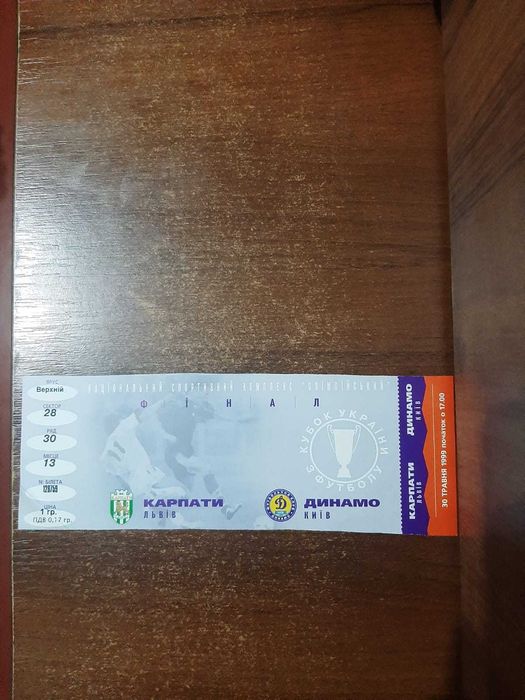 ЯРУС
Верхній
СЕКТОР
28
РЯД
30
МІСЦЕ
13
N: БІЛЕТА
ЦІНА
1 гр.
ПДВ 0,17 гр.
НАЦІОНАЛЬНИЙ СПОРТИВНИЙ КОМПЛЕКС "ОЛІМПІЙСЬКИЙ"
ФІНАЛ
КУБОК УКРАЇНИ
З ФУТБОЛУ
КАРПАТИ
ЛЬВІВ
ДИНАМО
КИЇВ
КАРПАТИ
ЛЬВІВ
ДИНАМО
КИЇВ
30 ТРАВНЯ 1999 початок о 17.00